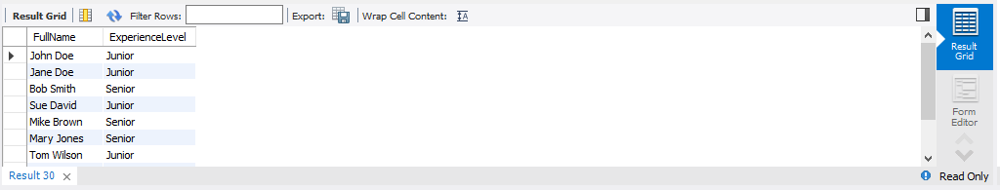 Result Grid Filter Rows: Export: Wrap Cell Content: IA
FullName ExperienceLevel
John Doe Junior
Jane Doe Junior
Bob Smith Senior
Sue David Junior
Mike Brown Senior
Mary Jones Senior
Tom Wilson Junior
Result
Grid
Form
Editor
Result 30 × Read Only